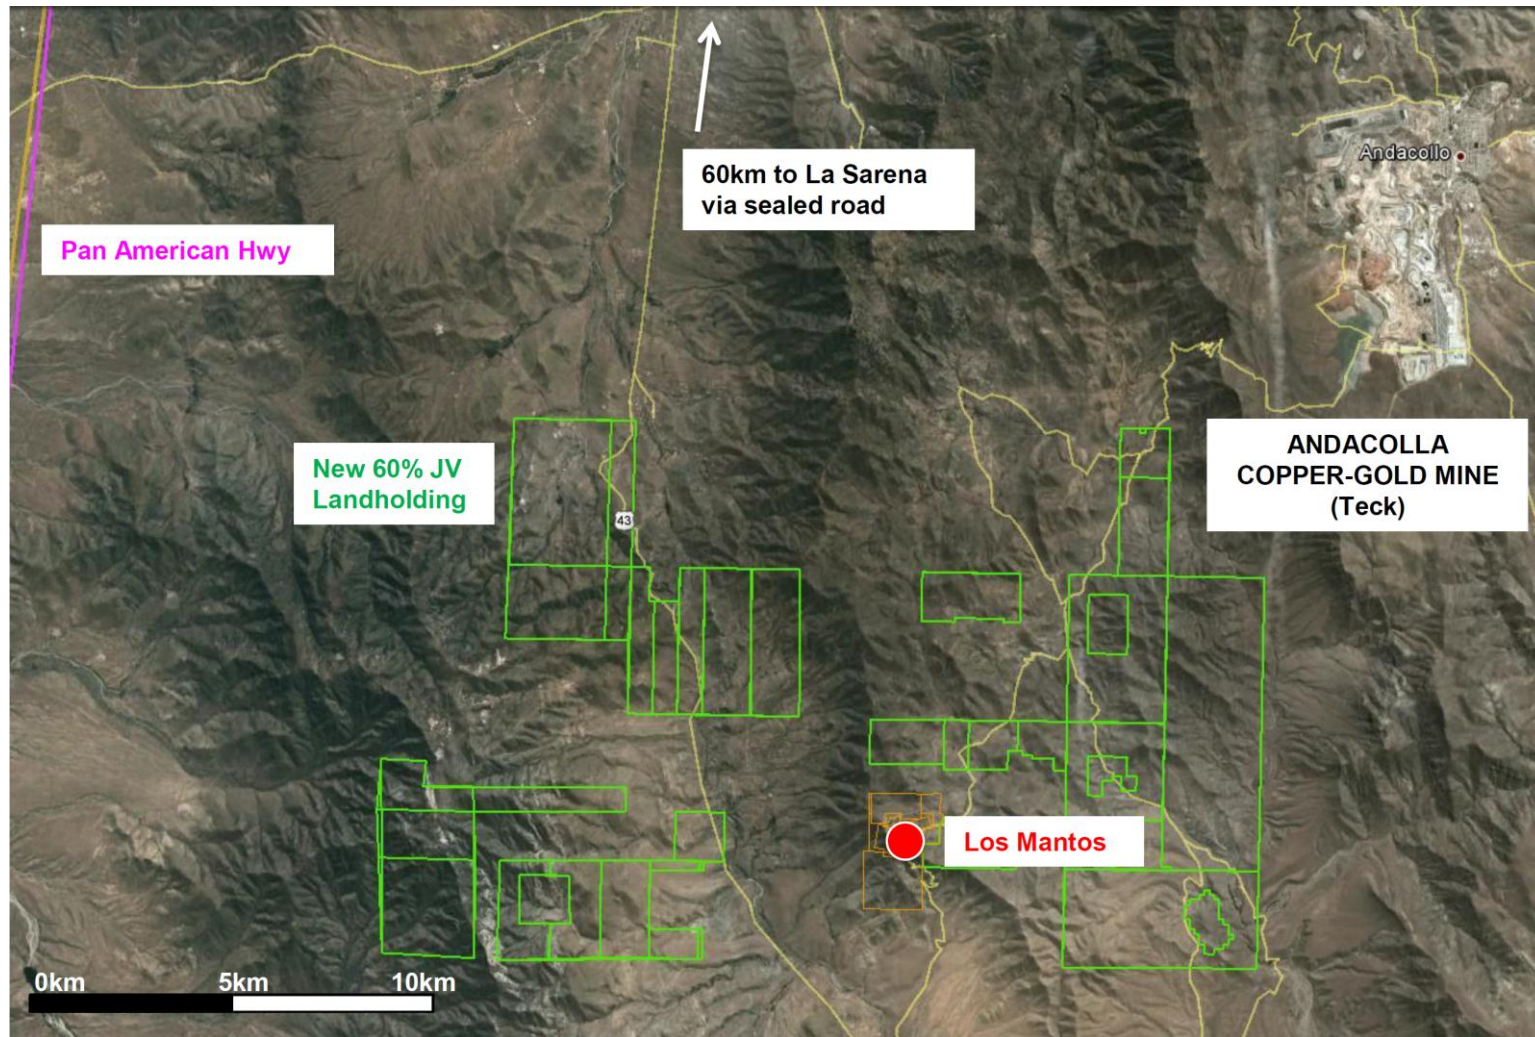 Andacollo
60km to La Sarena
via sealed road
Pan American Hwy
ANDACOLLA
COPPER-GOLD MINE
(Teck)
New 60% JV
Landholding
43
Los Mantos
0km 5km 10km